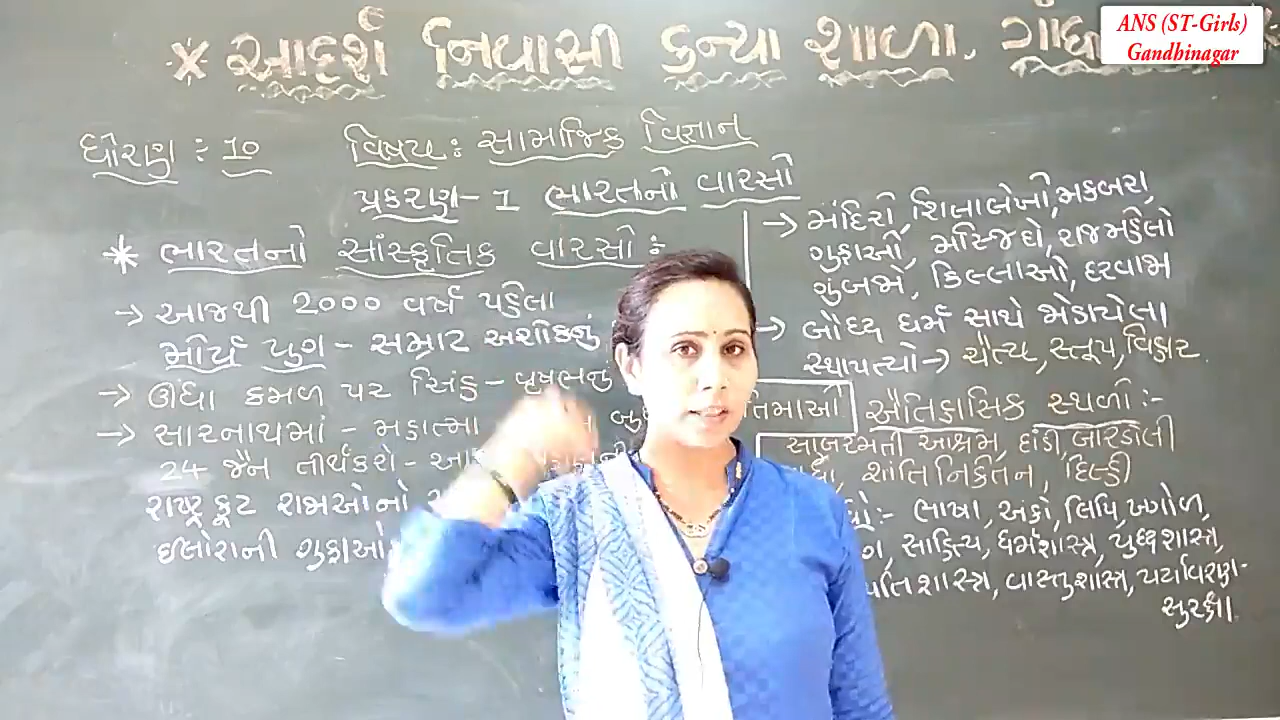 ANS (ST-Girls)
Gandhinagar
* આદર્શ નિવાસી કન્યા શાળા. ગાંધી
ધોરણ : 10 વિષય : સામાજિક વિજ્ઞાન
પ્રકરણ - 1 ભારતનો વારસો
* ભારતનો સાંસ્કૃતિક વારસો :
→ આજથી 2000 વર્ષ પહેલા
મૌર્ય યુગ - સમ્રાટ અશોકનું
→ ઊંધા કમળ પર સિંહ - વૃષભનુ
→ સારનાથમાં - મહાત્મા
24 જૈન તીર્થંકરો -
રાષ્ટ્રકૂટ રાજાઓનો
ઈલોરાની ગુફાઓ
→ મંદિરો, શિલાલેખો, મકબરા,
ગુફાઓ, મસ્જિદો, રાજમહેલો
ગુંબજો, કિલ્લાઓ, દરવાજા
→ બૌધ્ધ ધર્મ સાથે જોડાયેલા
સ્થાપત્યો → ચૈત્ય, સ્તૂપ, વિહાર.
ઐતિહાસિક સ્થળો :-
સાબરમતી આશ્રમ, દાંડી, બારડોલી
શાંતિનિકેતન, દિલ્હી
:- ભાષા, અંકો, લિપિ, ખગોળ,
સાહિત્ય, ધર્મશાસ્ત્ર, યુધ્ધશાસ્ત્ર,
વાસ્તુશાસ્ત્ર, પર્યાવરણ-
સુરક્ષા.